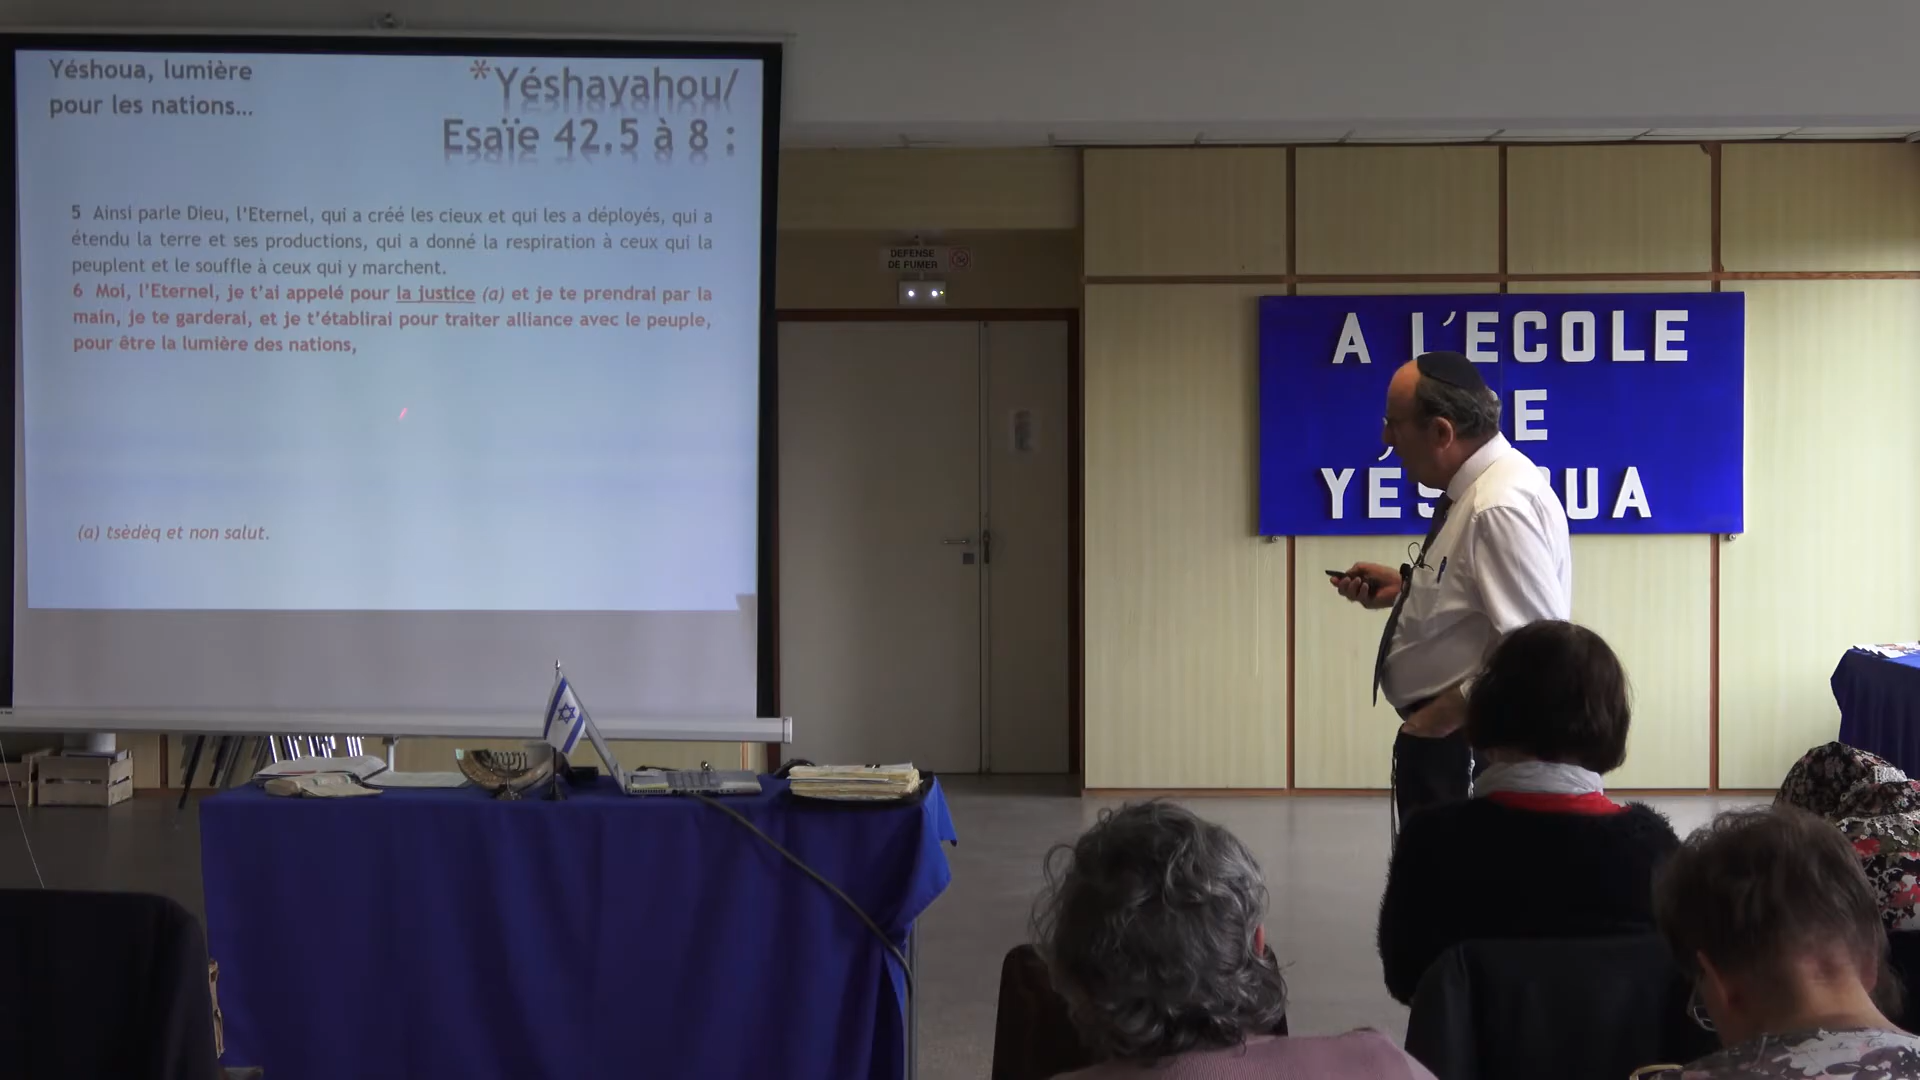 Yéshoua, lumière
pour les nations...
*Yéshayahou/
Esaïe 42.5 à 8 :
5 Ainsi parle Dieu, l'Eternel, qui a créé les cieux et qui les a déployés, qui a
étendu la terre et ses productions, qui a donné la respiration à ceux qui la
peuplent et le souffle à ceux qui y marchent.
6 Moi, l'Eternel, je t'ai appelé pour la justice (a) et je te prendrai par la
main, je te garderai, et je t'établirai pour traiter alliance avec le peuple,
pour être la lumière des nations,
(a) tsèdèq et non salut.
DEFENSE
DE FUMER
A L'ECOLE
E
YÉS OUA